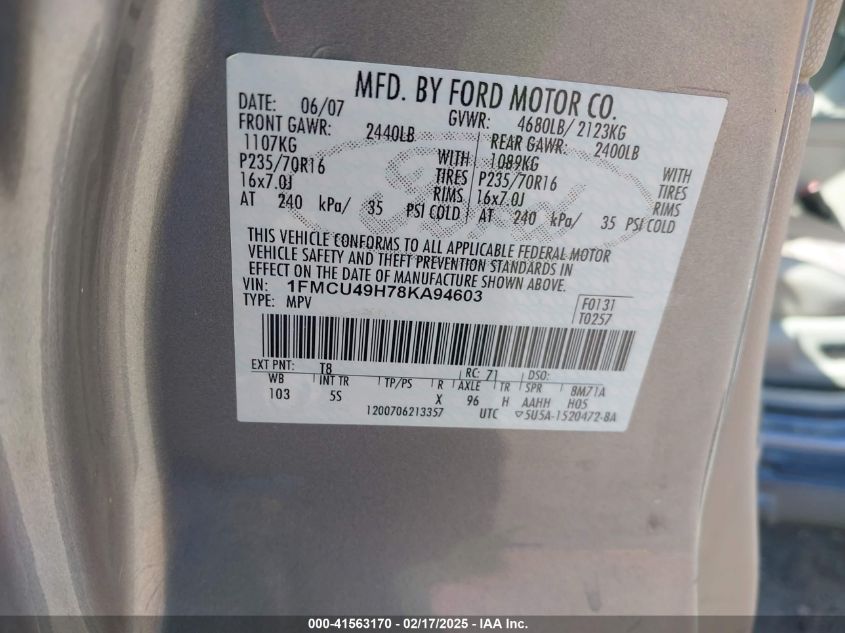 MFD. BY FORD MOTOR CO.
DATE: 06/07 GVWR: 4680LB/ 2123KG
FRONT GAWR: 2440LB REAR GAWR: 2400LB
1107KG WITH 1089KG WITH
P235/70R16 TIRES P235/70R16 TIRES
16x7.0J RIMS 16x7.0J RIMS
AT 240 kPa/ 35 PSI COLD AT 240 kPa/ 35 PSI COLD
THIS VEHICLE CONFORMS TO ALL APPLICABLE FEDERAL MOTOR
VEHICLE SAFETY AND THEFT PREVENTION STANDARDS IN
EFFECT ON THE DATE OF MANUFACTURE SHOWN ABOVE.
VIN: 1FMCU49H78KA94603 F0131
TYPE: MPV T0257
EXT PNT: T8 RC: 71 DSO:
WB INT TR TP/PS R AXLE TR SPR 8M71A
103 5S X 96 H AAHH H05
1200706213357 UTC ▽5U5A-1520472-8A
Ford
000-41563170 - 02/17/2025 - IAA Inc.